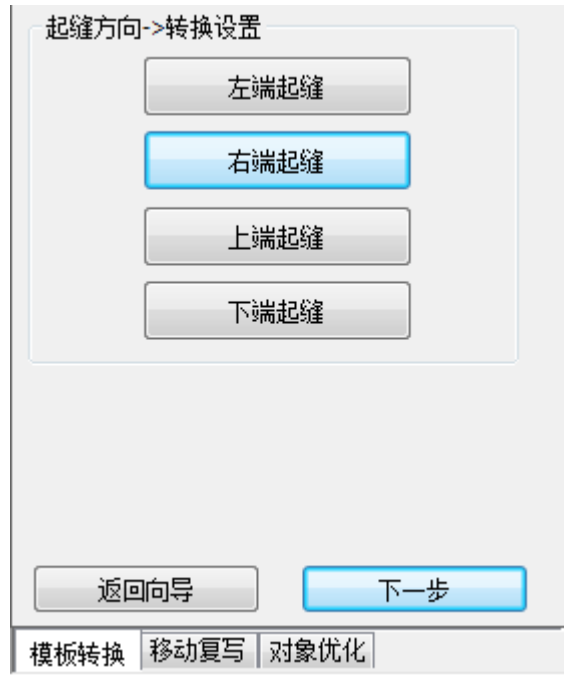 起缝方向->转换设置
左端起缝
右端起缝
上端起缝
下端起缝
返回向导 下一步
模板转换 移动复写 对象优化